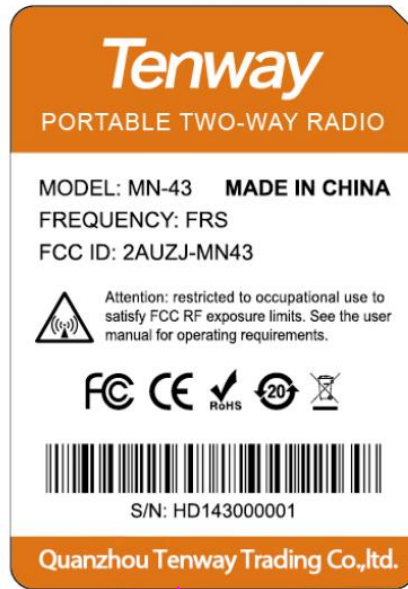 Tenway
PORTABLE TWO-WAY RADIO
MODEL: MN-43 MADE IN CHINA
FREQUENCY: FRS
FCC ID: 2AUZJ-MN43
Attention: restricted to occupational use to
satisfy FCC RF exposure limits. See the user
manual for operating requirements.
FC CE RoHS 20
S/N: HD143000001
Quanzhou Tenway Trading Co.,ltd.